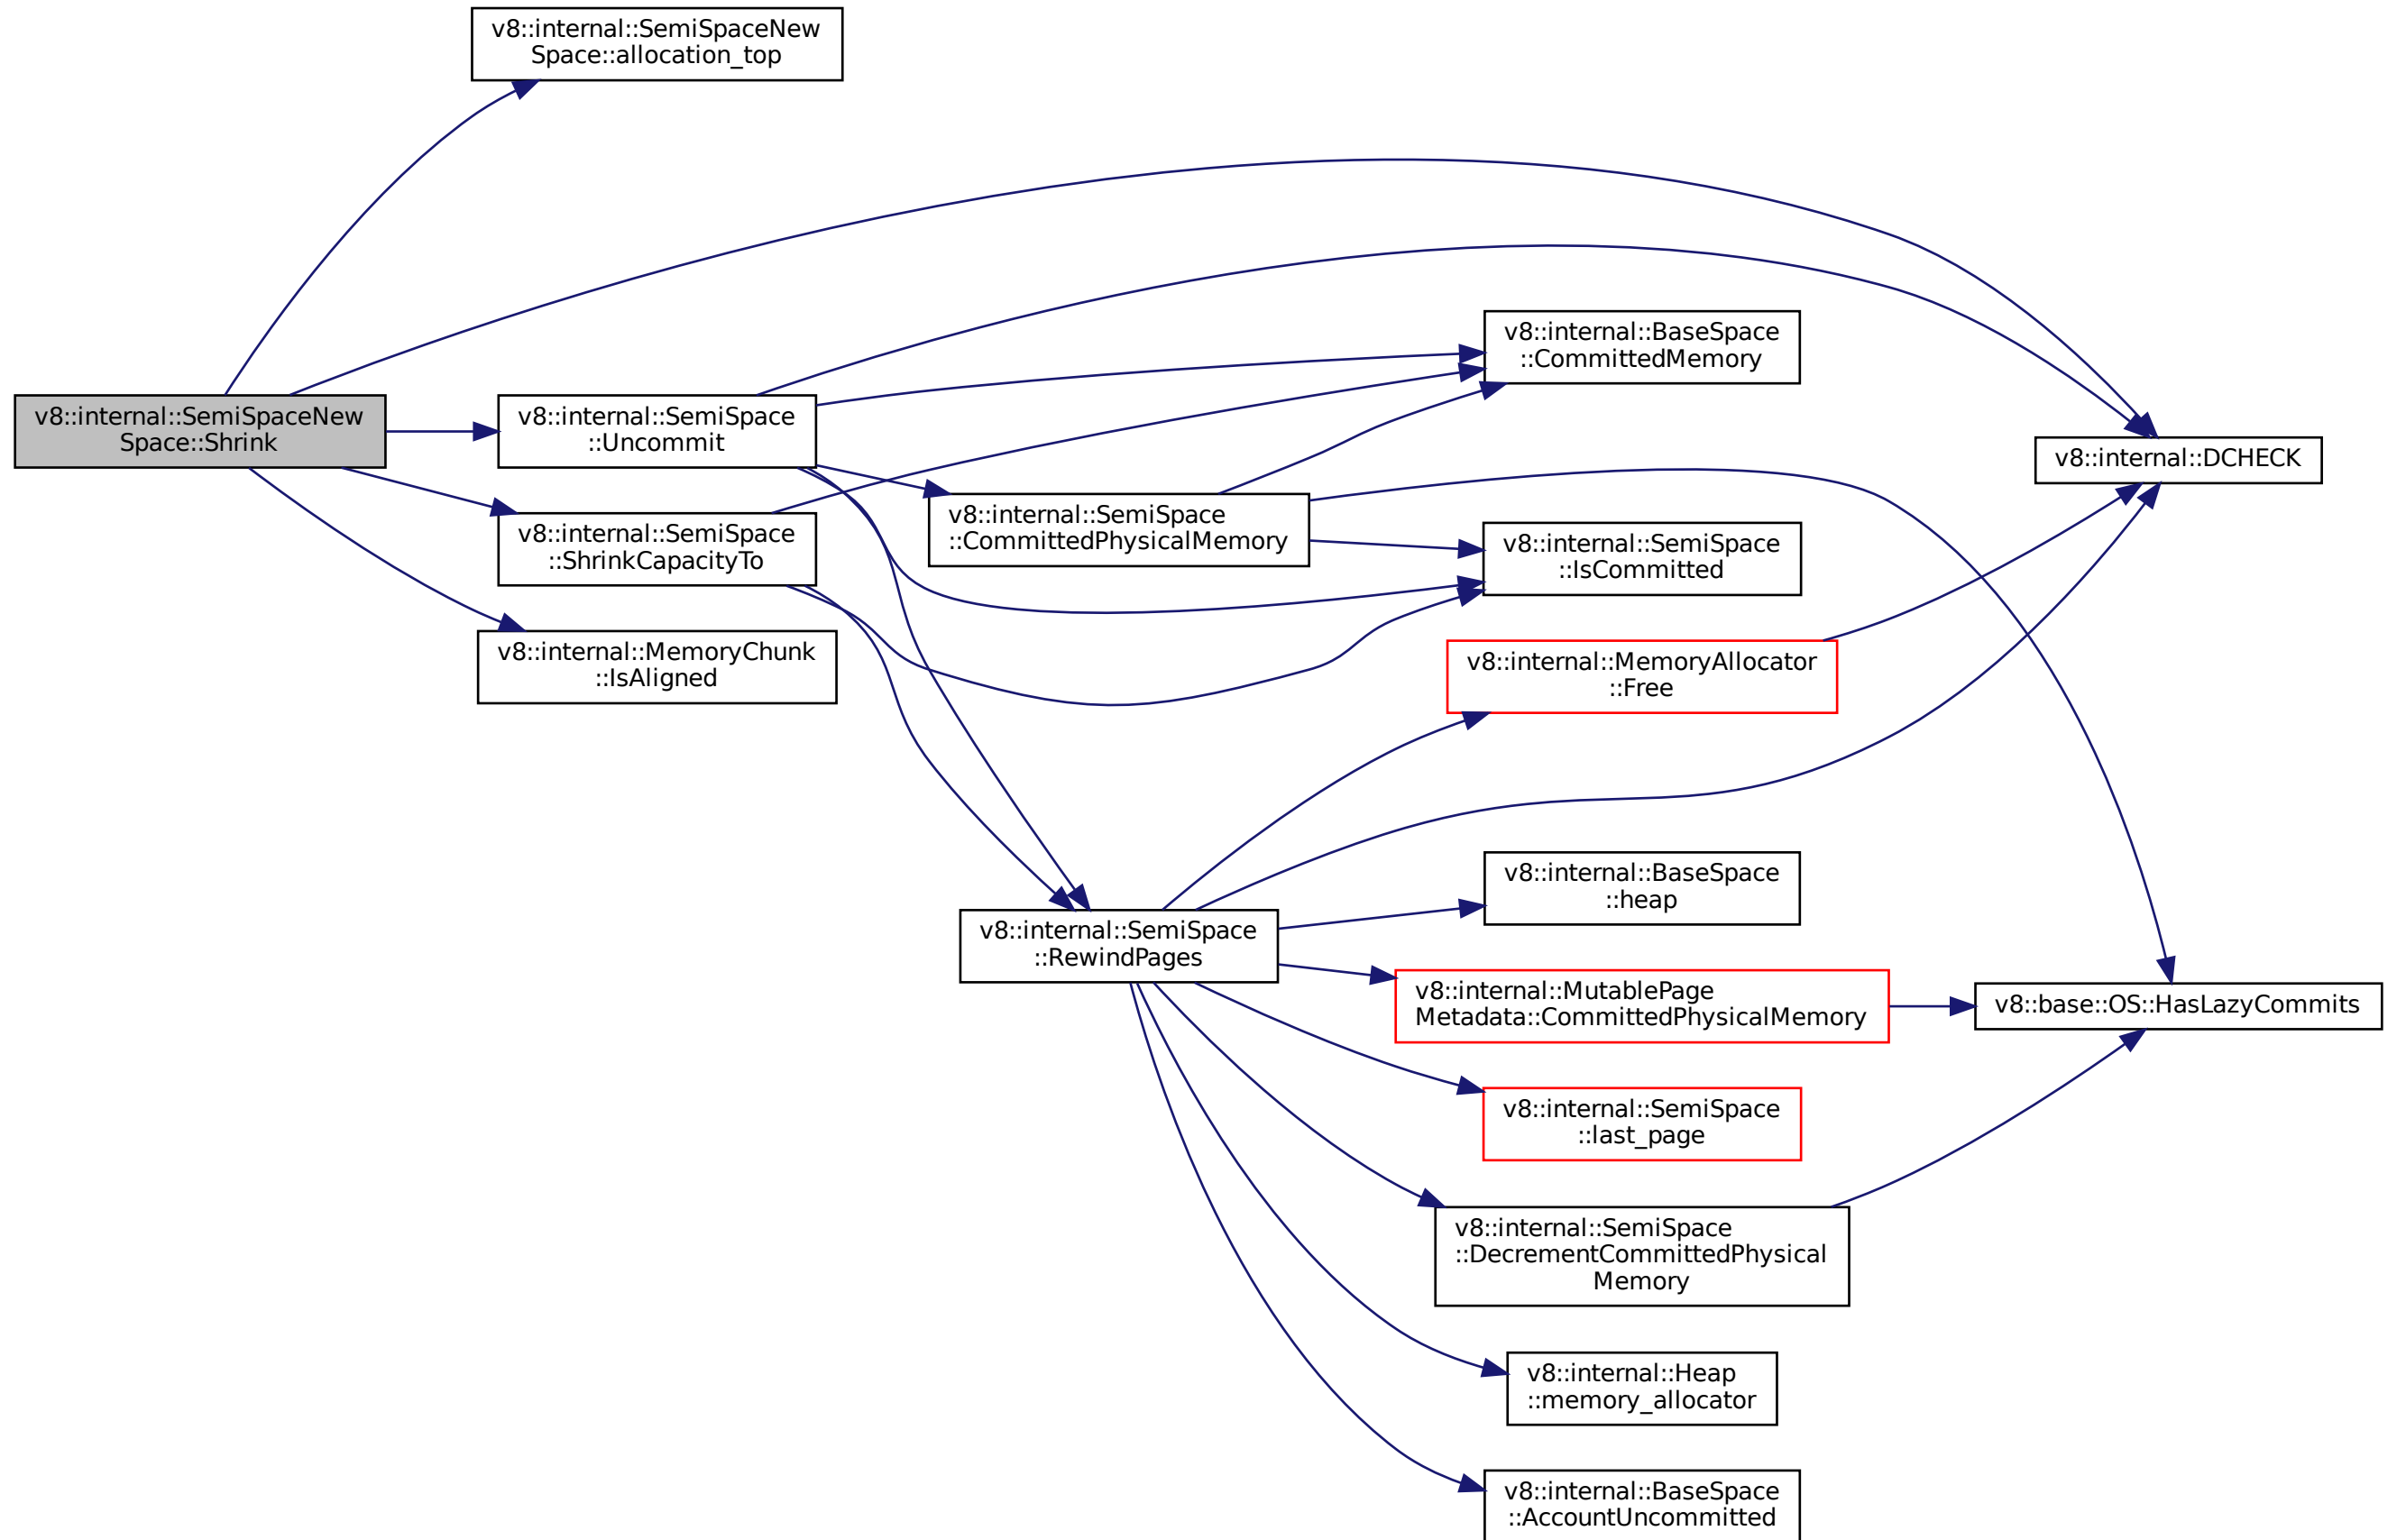 v8::internal::SemiSpaceNew
Space::allocation_top
v8::internal::BaseSpace
::CommittedMemory
v8::internal::SemiSpaceNew
Space::Shrink
v8::internal::SemiSpace
::Uncommit
v8::internal::DCHECK
v8::internal::SemiSpace
::CommittedPhysicalMemory
v8::internal::SemiSpace
::ShrinkCapacityTo
v8::internal::SemiSpace
::IsCommitted
v8::internal::MemoryChunk
::IsAligned
v8::internal::MemoryAllocator
::Free
v8::internal::BaseSpace
::heap
v8::internal::SemiSpace
::RewindPages
v8::internal::MutablePage
Metadata::CommittedPhysicalMemory
v8::base::OS::HasLazyCommits
v8::internal::SemiSpace
::last_page
v8::internal::SemiSpace
::DecrementCommittedPhysical
Memory
v8::internal::Heap
::memory_allocator
v8::internal::BaseSpace
::AccountUncommitted